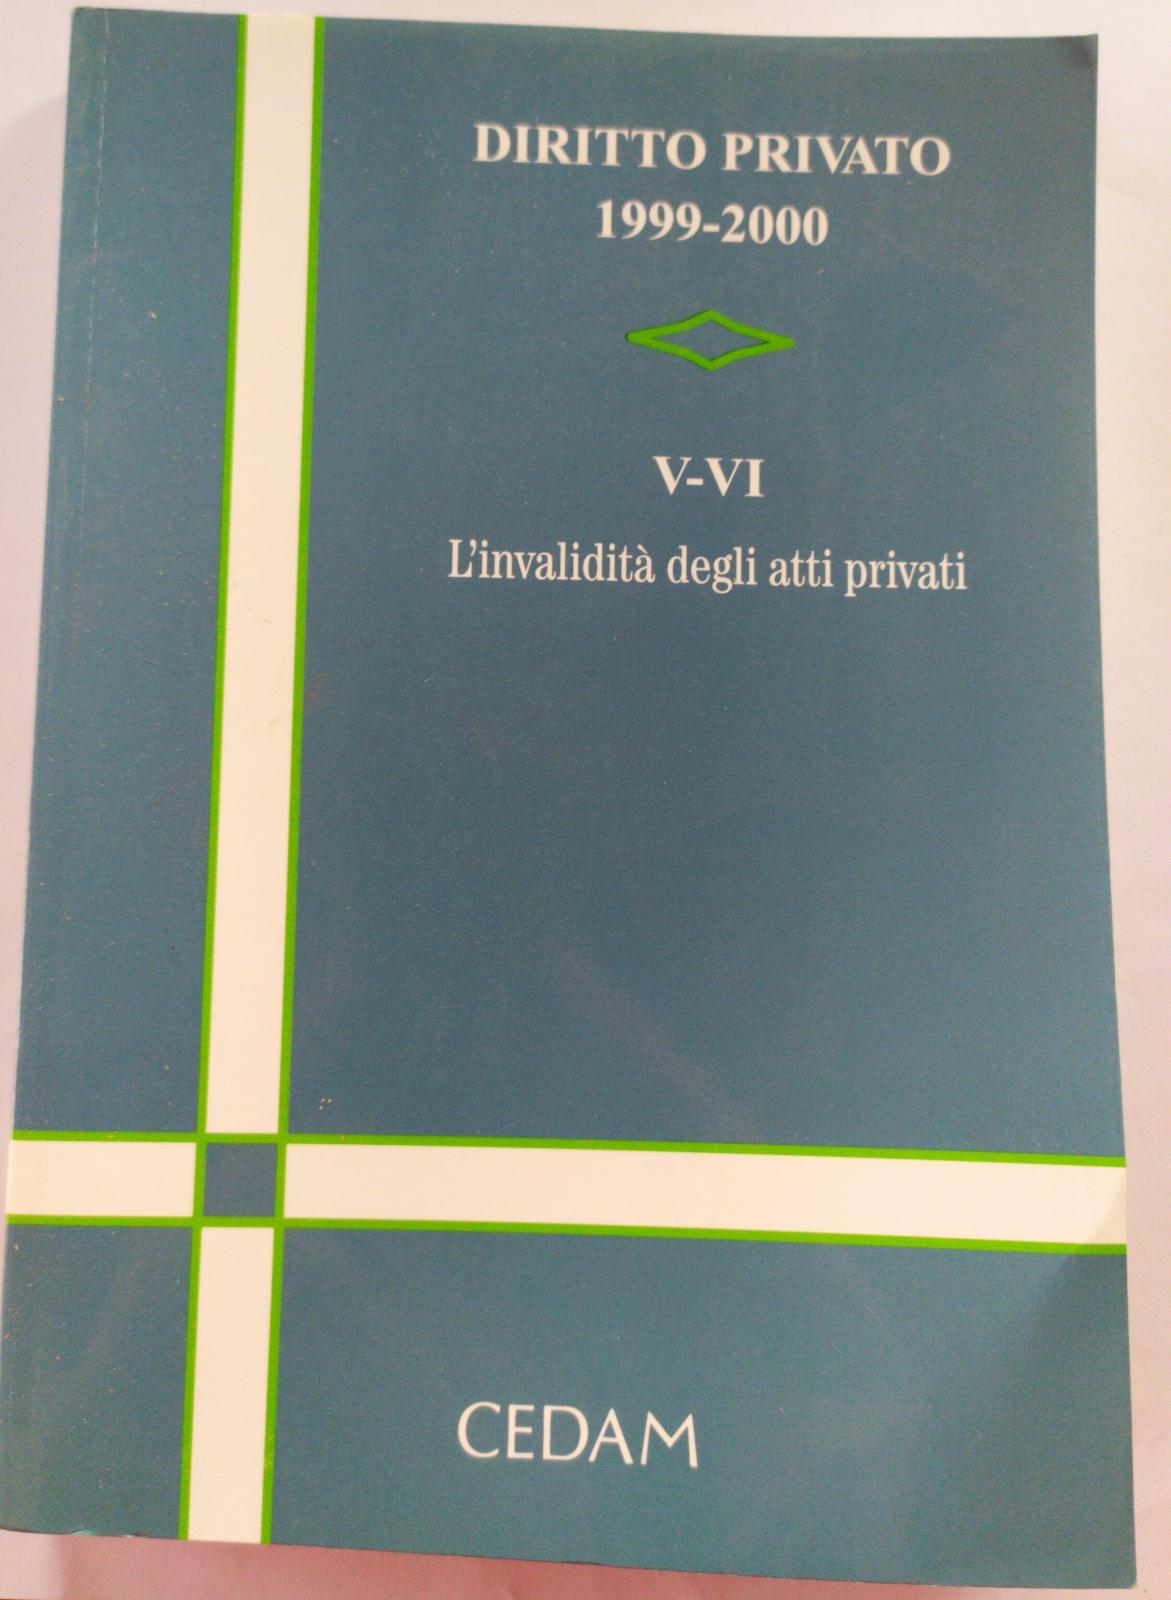 DIRITTO PRIVATO
1999-2000
V-VI
L'invalidità degli atti privati
CEDAM